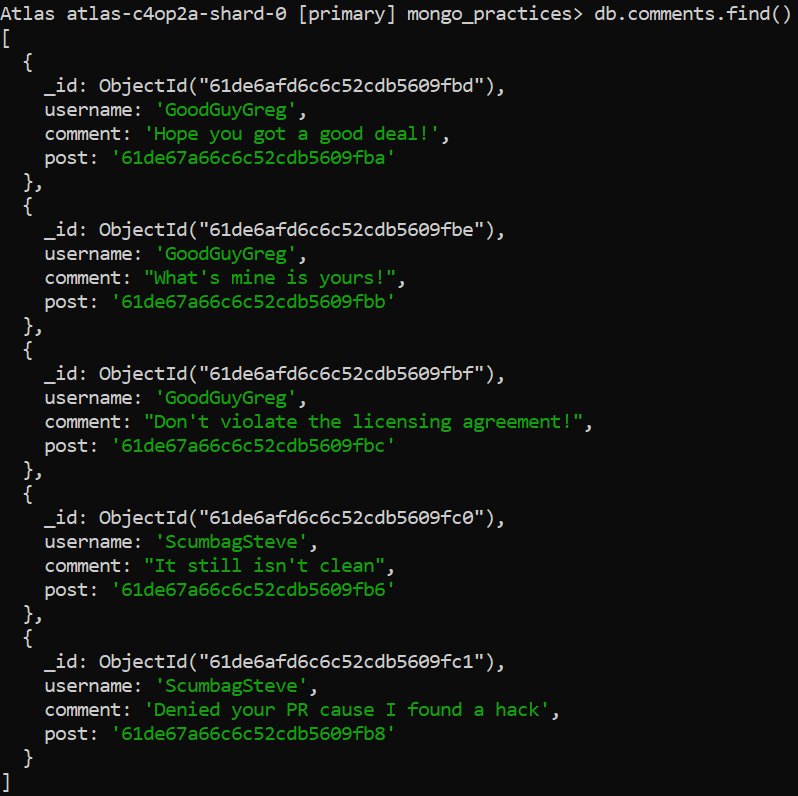 Atlas atlas-c4op2a-shard-0 [primary] mongo_practices> db.comments.find()
[
  {
    _id: ObjectId("61de6afd6c6c52cdb5609fbd"),
    username: 'GoodGuyGreg',
    comment: 'Hope you got a good deal!',
    post: '61de67a66c6c52cdb5609fba'
  },
  {
    _id: ObjectId("61de6afd6c6c52cdb5609fbe"),
    username: 'GoodGuyGreg',
    comment: "What's mine is yours!",
    post: '61de67a66c6c52cdb5609fbb'
  },
  {
    _id: ObjectId("61de6afd6c6c52cdb5609fbf"),
    username: 'GoodGuyGreg',
    comment: "Don't violate the licensing agreement!",
    post: '61de67a66c6c52cdb5609fbc'
  },
  {
    _id: ObjectId("61de6afd6c6c52cdb5609fc0"),
    username: 'ScumbagSteve',
    comment: "It still isn't clean",
    post: '61de67a66c6c52cdb5609fb6'
  },
  {
    _id: ObjectId("61de6afd6c6c52cdb5609fc1"),
    username: 'ScumbagSteve',
    comment: 'Denied your PR cause I found a hack',
    post: '61de67a66c6c52cdb5609fb8'
  }
]